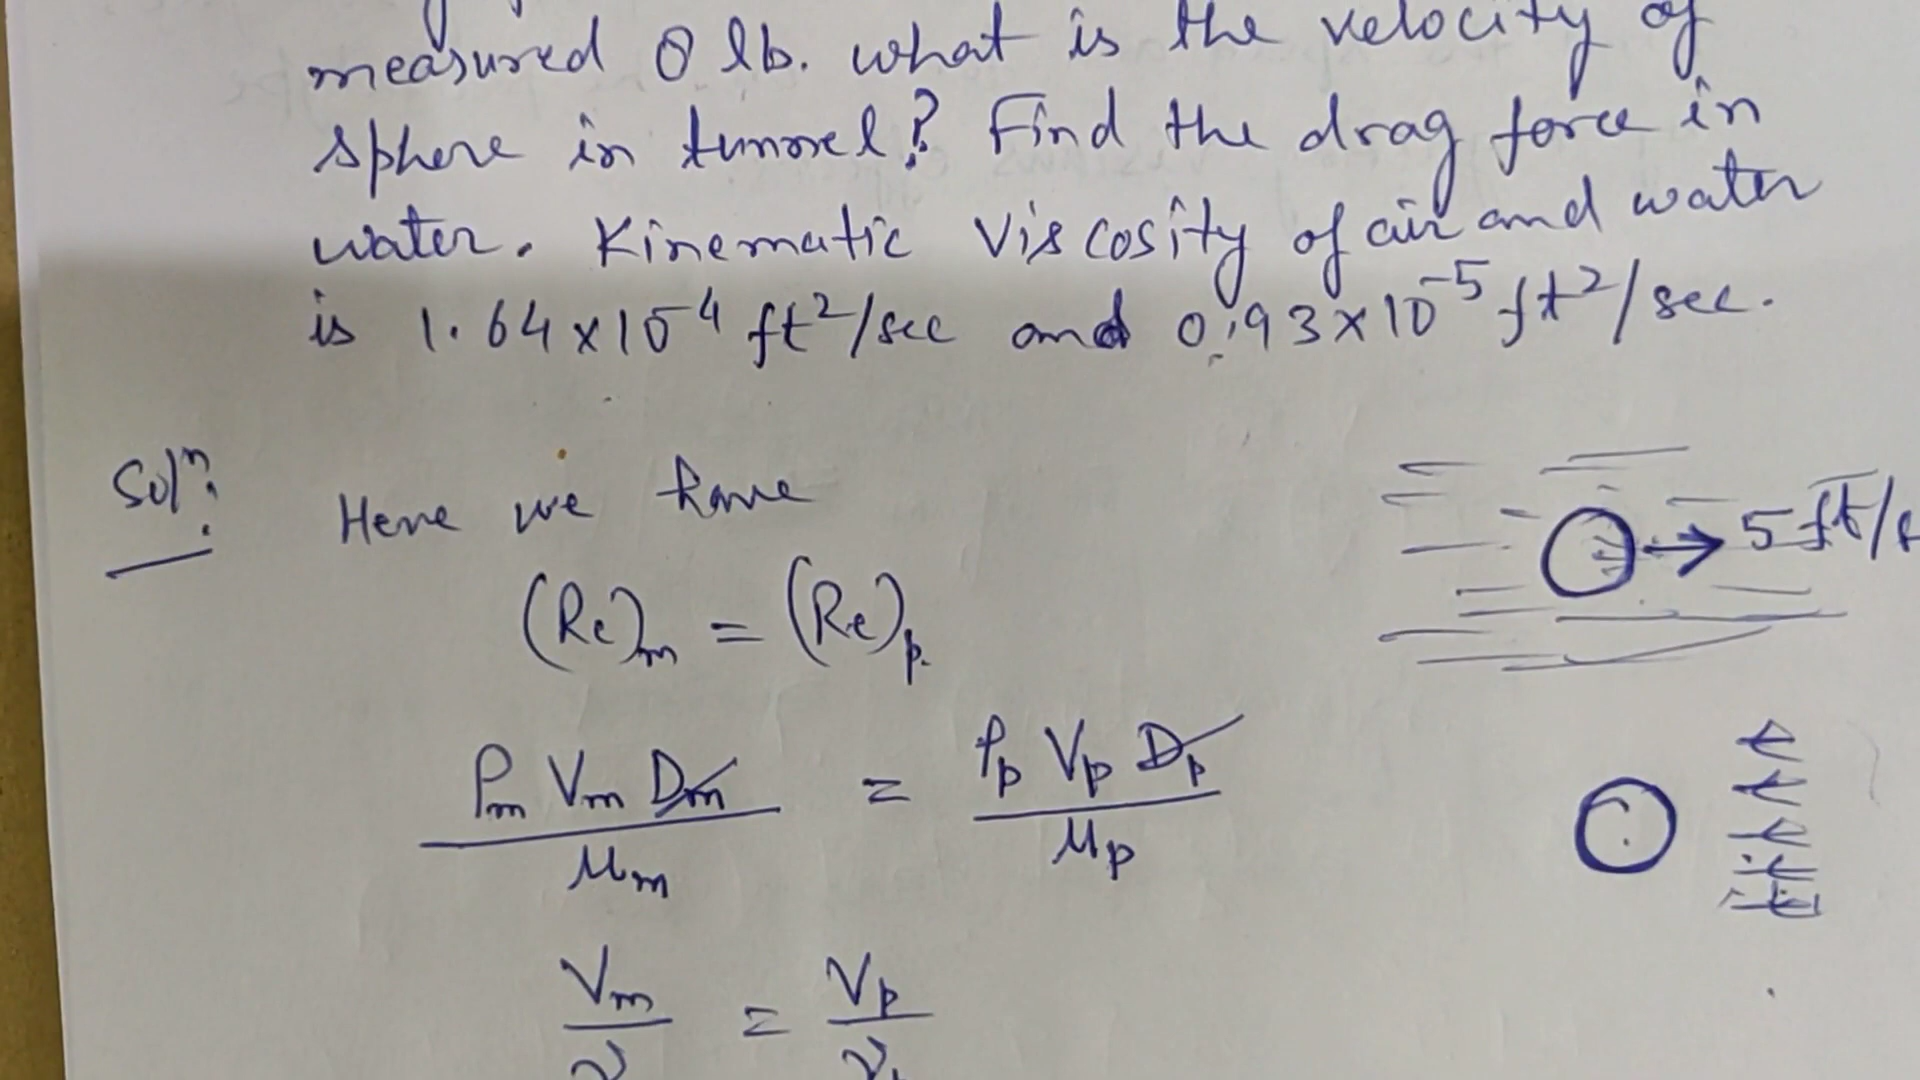 measured 8 lb. what is the velocity of
sphere in tunnel? Find the drag force in
water. Kinematic Viscosity of air and water
is 1.64×10⁻⁴ ft²/sec and 0.93×10⁻⁵ ft²/sec.
Solⁿ: Here we have
5 ft/s
(Re)m = (Re)p.
ρm Vm Dm / μm = ρp Vp Dp / μp
Vm / ν = Vp / ν